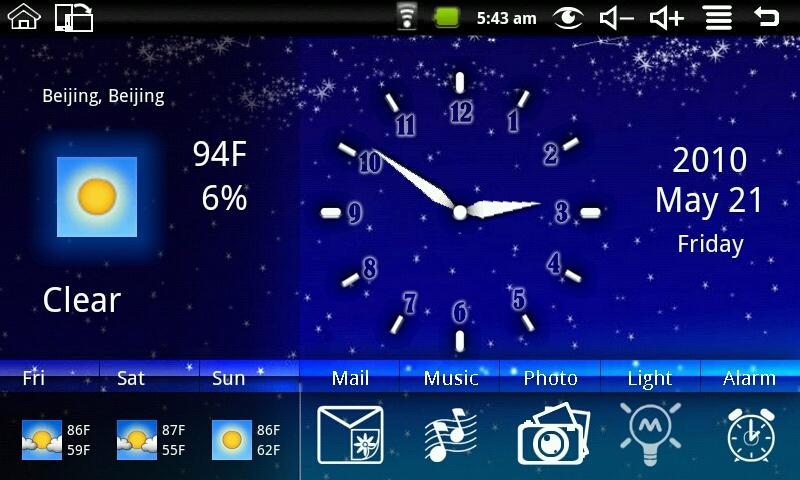 5:43 am
Beijing, Beijing
94F
6%
Clear
12
1
2
3
4
5
6
7
8
9
10
11
2010
May 21
Friday
Fri
Sat
Sun
Mail
Music
Photo
Light
Alarm
86F
59F
87F
55F
86F
62F